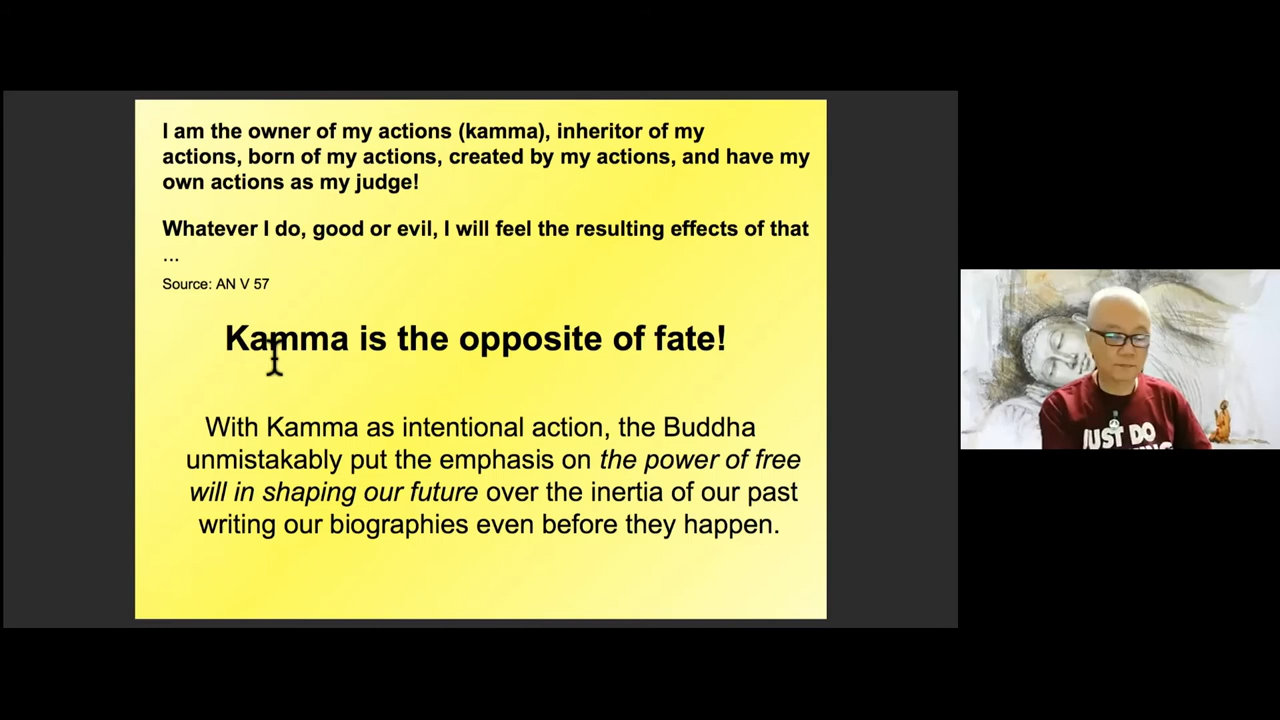 I am the owner of my actions (kamma), inheritor of my
actions, born of my actions, created by my actions, and have my
own actions as my judge!
Whatever I do, good or evil, I will feel the resulting effects of that
...
Source: AN V 57
Kamma is the opposite of fate!
With Kamma as intentional action, the Buddha
unmistakably put the emphasis on the power of free
will in shaping our future over the inertia of our past
writing our biographies even before they happen.
JUST DO